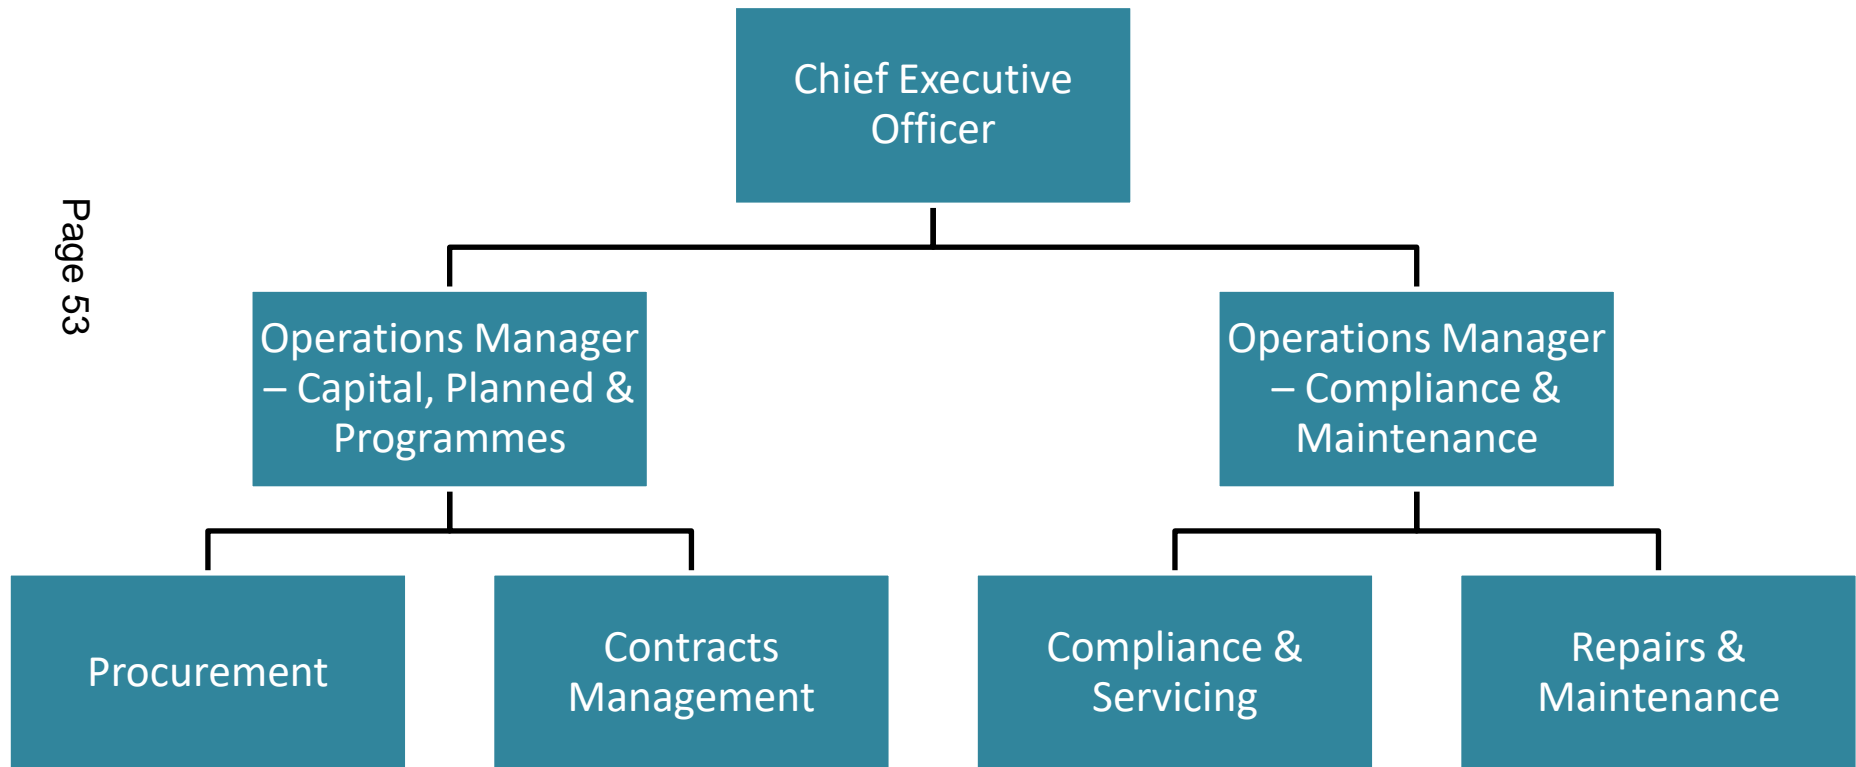 Chief Executive
Officer
Page 53
Operations Manager
– Capital, Planned &
Programmes
Operations Manager
– Compliance &
Maintenance
Procurement
Contracts
Management
Compliance &
Servicing
Repairs &
Maintenance